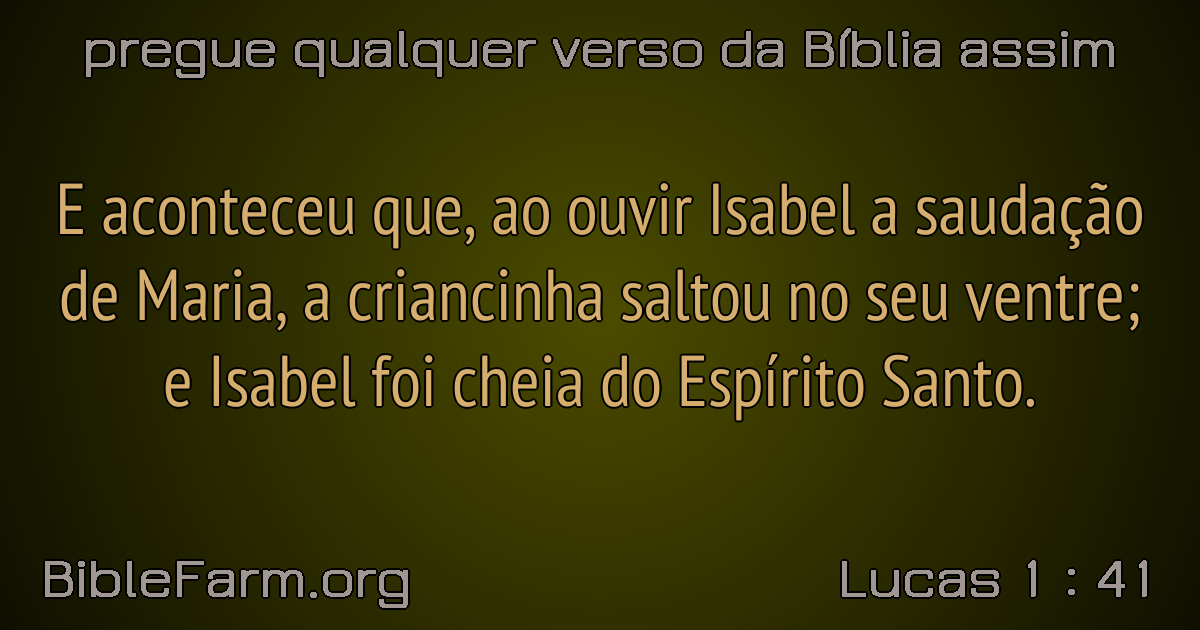 pregue qualquer verso da Bíblia assim
E aconteceu que, ao ouvir Isabel a saudação
de Maria, a criancinha saltou no seu ventre;
e Isabel foi cheia do Espírito Santo.
BibleFarm.org
Lucas 1 : 41